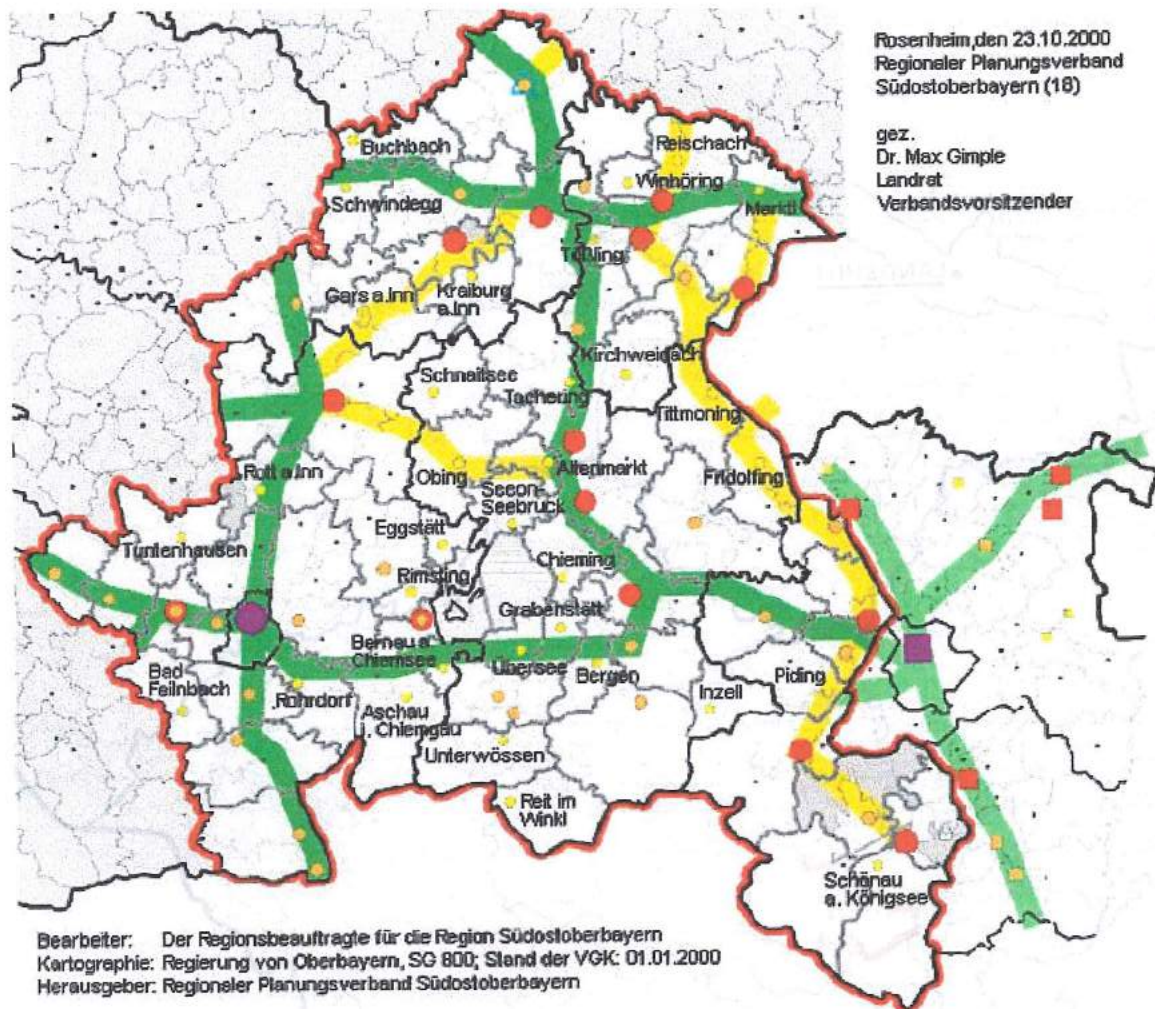 Rosenheim,den 23.10.2000
Regionaler Planungsverband
Südostoberbayern (18)
gez.
Dr. Max Gimple
Landrat
Verbandsvorsitzender
Buchbach
Reischach
Winhöring
Schwindegg
Marktl
Tüßling
Gars a.Inn
Kraiburg
a.Inn
Kirchweidach
Schnaitsee
Tacherting
Tittmoning
Rott a.Inn
Obing
Altenmarkt
Fridolfing
Seeon-
Seebruck
Eggstätt
Tuntenhausen
Chieming
Rimsting
Grabenstätt
Bernau a.
Chiemsee
Bad
Feilnbach
Übersee
Bergen
Piding
Rohrdorf
Inzell
Aschau
i. Chiemgau
Unterwössen
Reit im
Winkl
Schönau
a. Königsee
Bearbeiter: Der Regionsbeauftragte für die Region Südostoberbayern
Kartographie: Regierung von Oberbayern, SG 800; Stand der VGK: 01.01.2000
Herausgeber: Regionaler Planungsverband Südostoberbayern